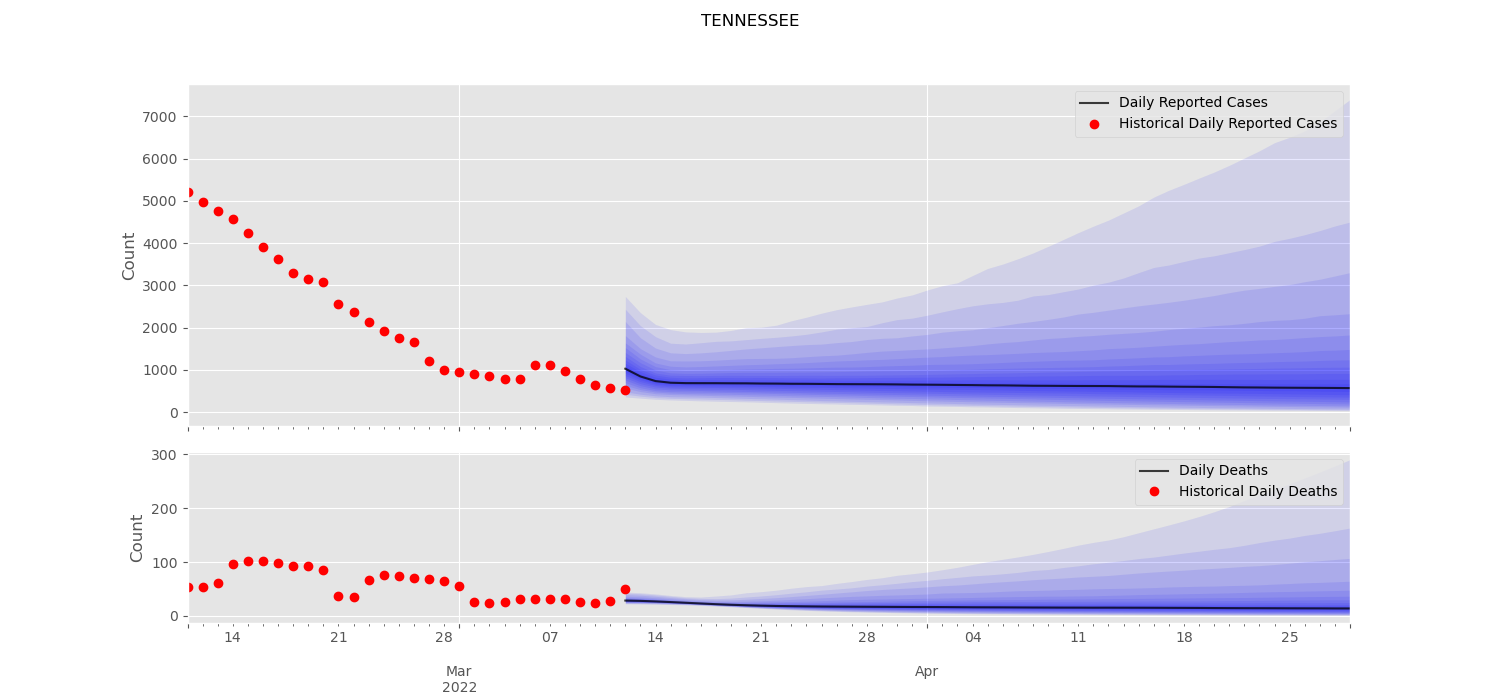 TENNESSEE
Daily Reported Cases
Historical Daily Reported Cases
7000
6000
5000
4000
3000
2000
1000
0
Count
Daily Deaths
Historical Daily Deaths
300
200
100
0
Count
14 21 28 07 14 21 28 04 11 18 25
Mar Apr
2022